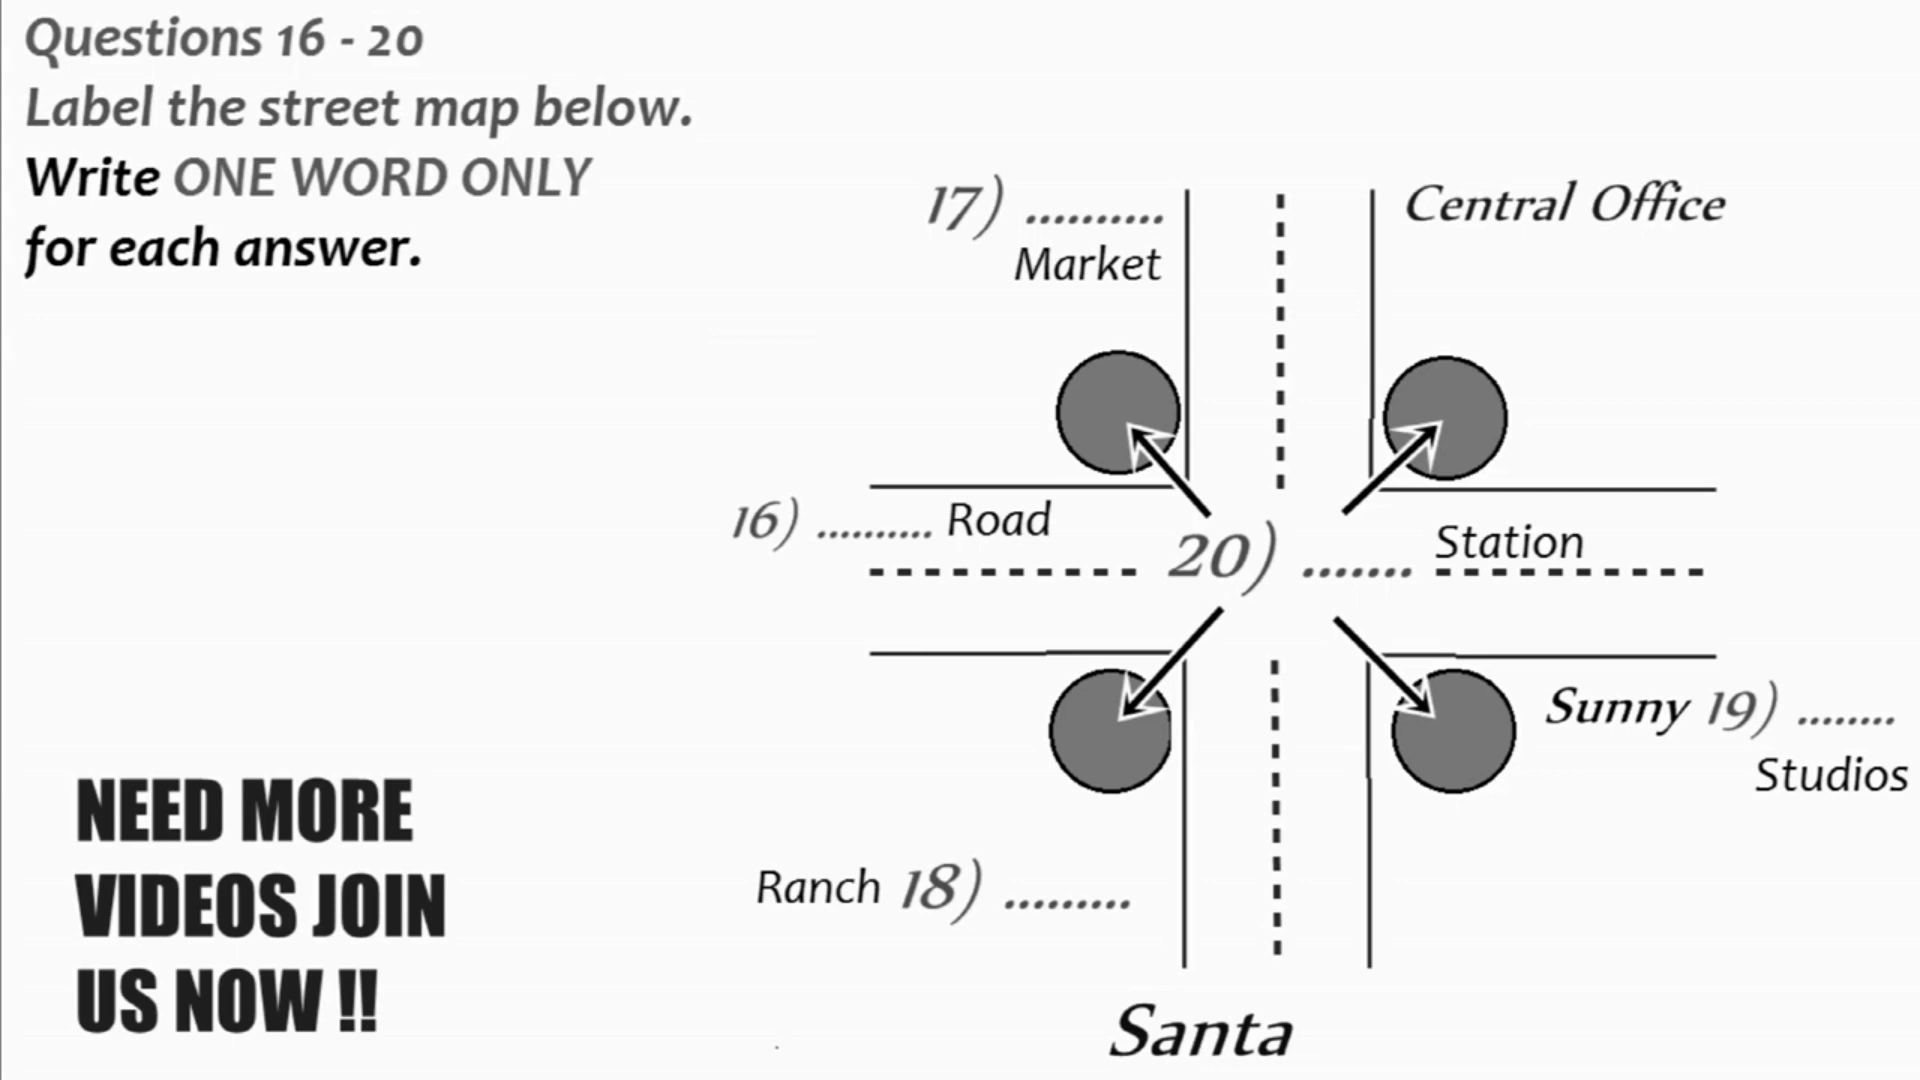 Questions 16 - 20
Label the street map below.
Write ONE WORD ONLY
for each answer.
17) ..........
Market
Central Office
16) .......... Road
20) ....... Station
Sunny 19) ........
Studios
Ranch 18) .........
Santa
NEED MORE
VIDEOS JOIN
US NOW !!